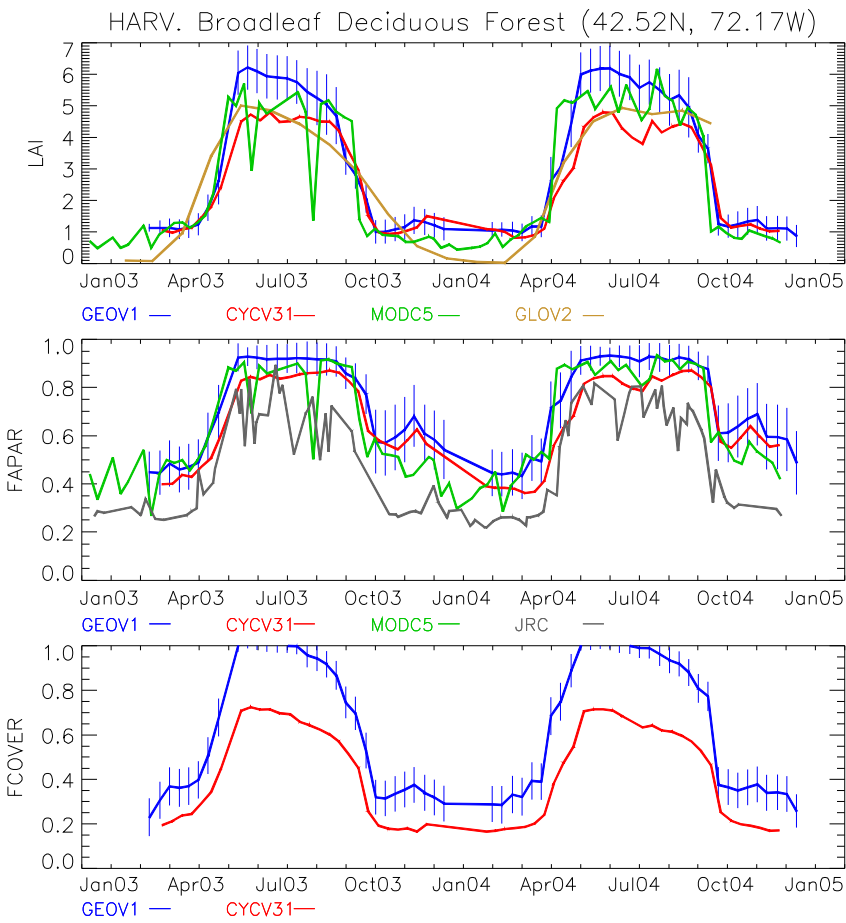 HARV. Broadleaf Deciduous Forest (42.52N, 72.17W)
7
6
5
4
3
2
1
0
LAI
Jan03 Apr03 Jul03 Oct03 Jan04 Apr04 Jul04 Oct04 Jan05
GEOV1 CYCV31 MODC5 GLOV2
1.0
0.8
0.6
0.4
0.2
0.0
FAPAR
Jan03 Apr03 Jul03 Oct03 Jan04 Apr04 Jul04 Oct04 Jan05
GEOV1 CYCV31 MODC5 JRC
1.0
0.8
0.6
0.4
0.2
0.0
FCOVER
Jan03 Apr03 Jul03 Oct03 Jan04 Apr04 Jul04 Oct04 Jan05
GEOV1 CYCV31